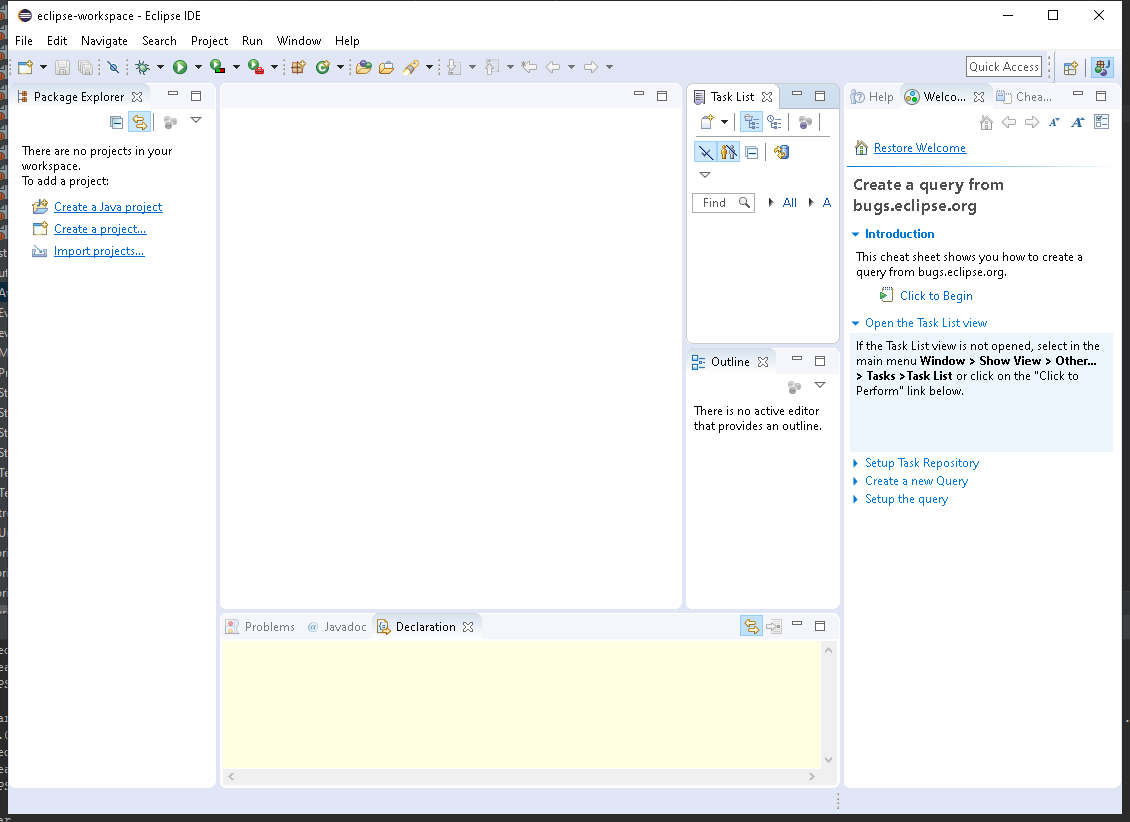 eclipse-workspace - Eclipse IDE
File Edit Navigate Search Project Run Window Help
Quick Access
Package Explorer
There are no projects in your
workspace.
To add a project:
Create a Java project
Create a project...
Import projects...
Task List
Find
All
A
Outline
There is no active editor
that provides an outline.
Help Welco... Chea...
Restore Welcome
Create a query from
bugs.eclipse.org
Introduction
This cheat sheet shows you how to create a
query from bugs.eclipse.org.
Click to Begin
Open the Task List view
If the Task List view is not opened, select in the
main menu Window > Show View > Other...
> Tasks >Task List or click on the "Click to
Perform" link below.
Setup Task Repository
Create a new Query
Setup the query
Problems @ Javadoc Declaration